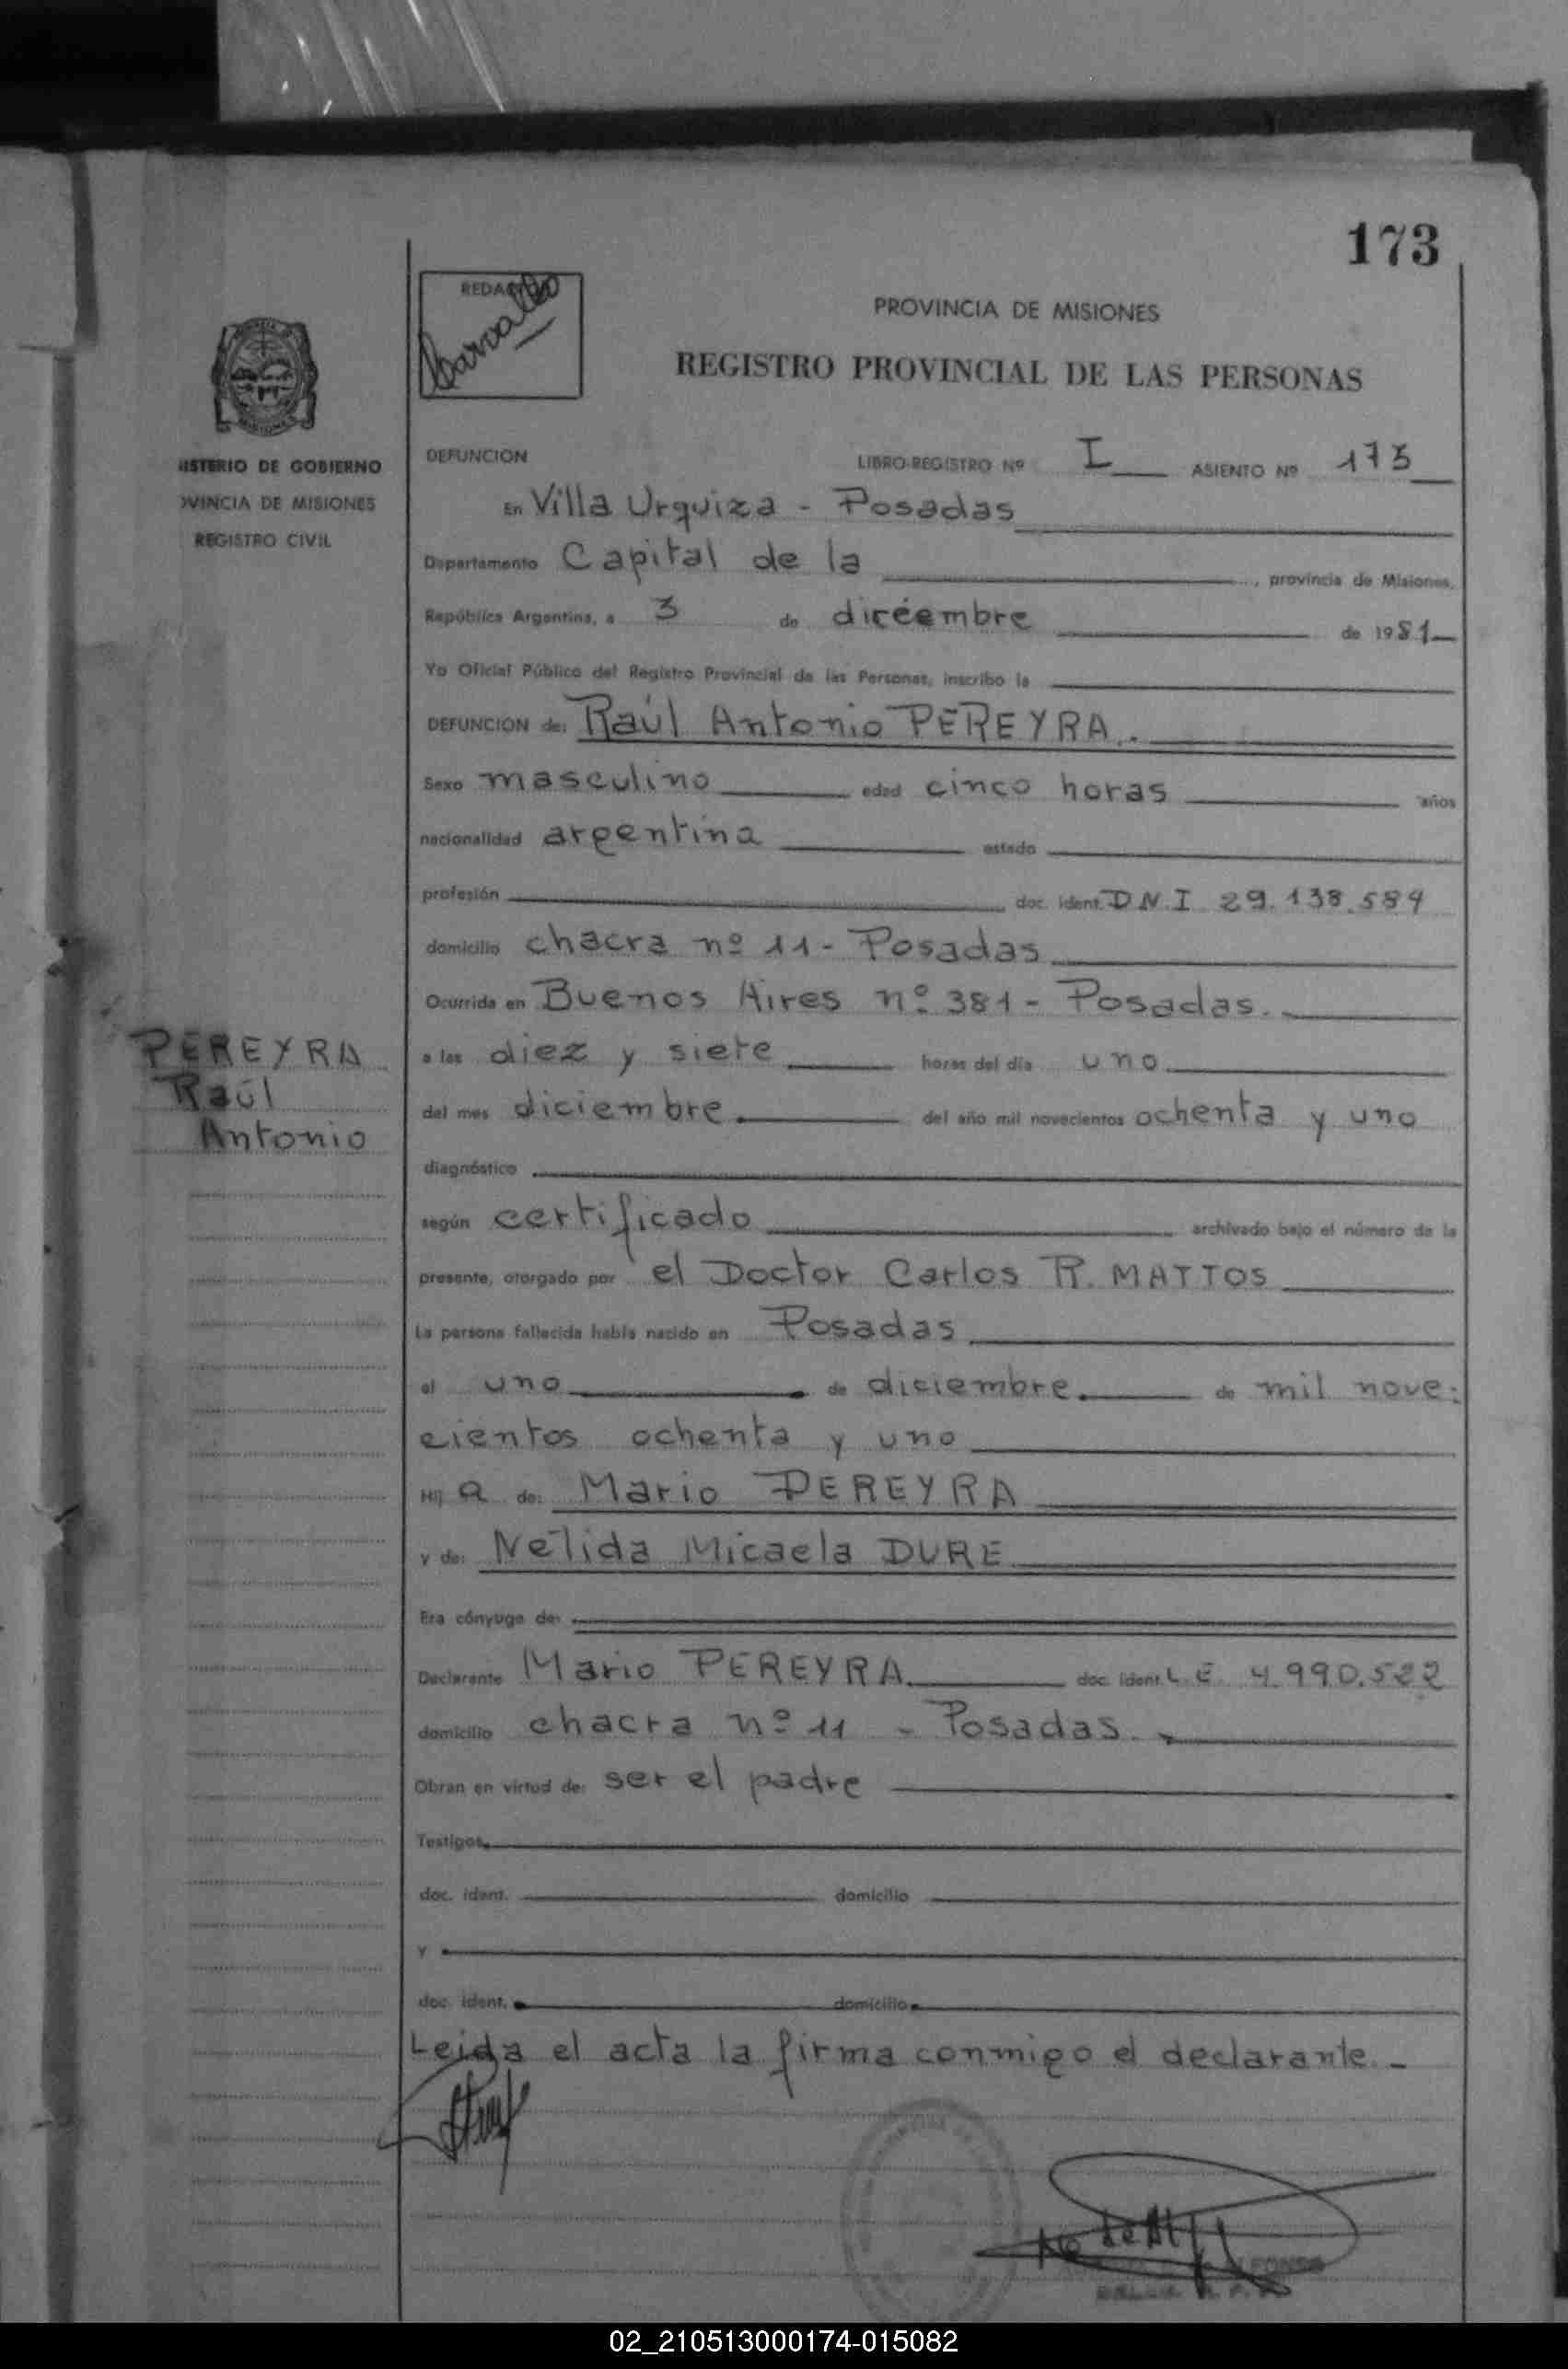 173
REDAC
Barvallo
PROVINCIA DE MISIONES
REGISTRO PROVINCIAL DE LAS PERSONAS
ISTERIO DE GOBIERNO
OVINCIA DE MISIONES
REGISTRO CIVIL
DEFUNCION LIBRO-REGISTRO Nº I ASIENTO Nº 173
En Villa Urquiza - Posadas
Departamento Capital de la , provincia de Misiones.
República Argentina, a 3 de diciembre de 1981
Yo Oficial Público del Registro Provincial de las Personas, inscribo la
DEFUNCION de: Raúl Antonio PEREYRA.
Sexo masculino edad cinco horas años
nacionalidad argentina estado
profesión doc. ident. D.N.I 29.138.584
domicilio chacra nº 11 - Posadas
Ocurrida en Buenos Aires nº 381 - Posadas.
a las diez y siete horas del día uno
del mes diciembre. del año mil novecientos ochenta y uno
PEREYRA
Raúl
Antonio
diagnóstico
según certificado archivado bajo el número de la
presente, otorgado por el Doctor Carlos R. MATTOS
La persona fallecida había nacido en Posadas
el uno de diciembre. de mil nove:
cientos ochenta y uno
Hij a de: Mario PEREYRA
y de: Nélida Micaela DURE
Era cónyuge de:
Declarante Mario PEREYRA. doc. ident. L.E. 4.990.522
domicilio chacra nº 11 - Posadas.
Obran en virtud de: ser el padre
Testigos
doc. ident. domicilio
y
doc. ident. domicilio
Leida el acta la firma conmigo el declarante. -
02_210513000174-015082